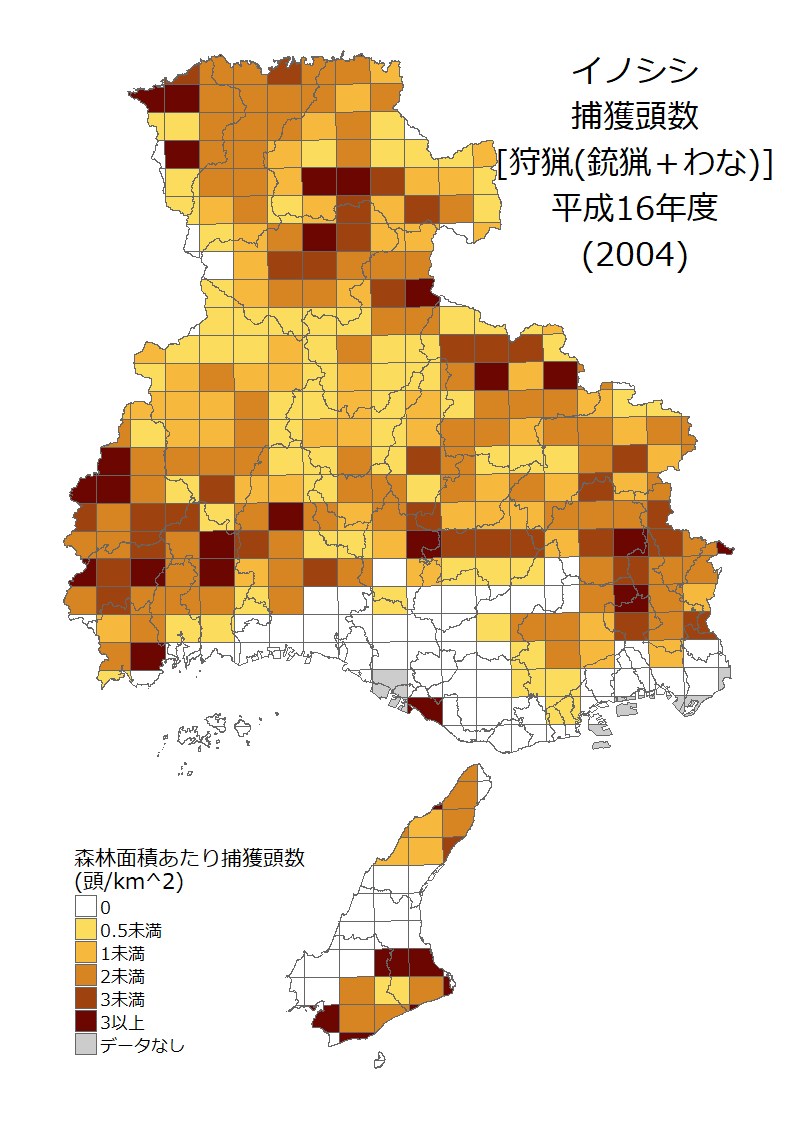 イノシシ
捕獲頭数
[狩猟(銃猟＋わな)]
平成16年度
(2004)
森林面積あたり捕獲頭数
(頭/km^2)
0
0.5未満
1未満
2未満
3未満
3以上
データなし